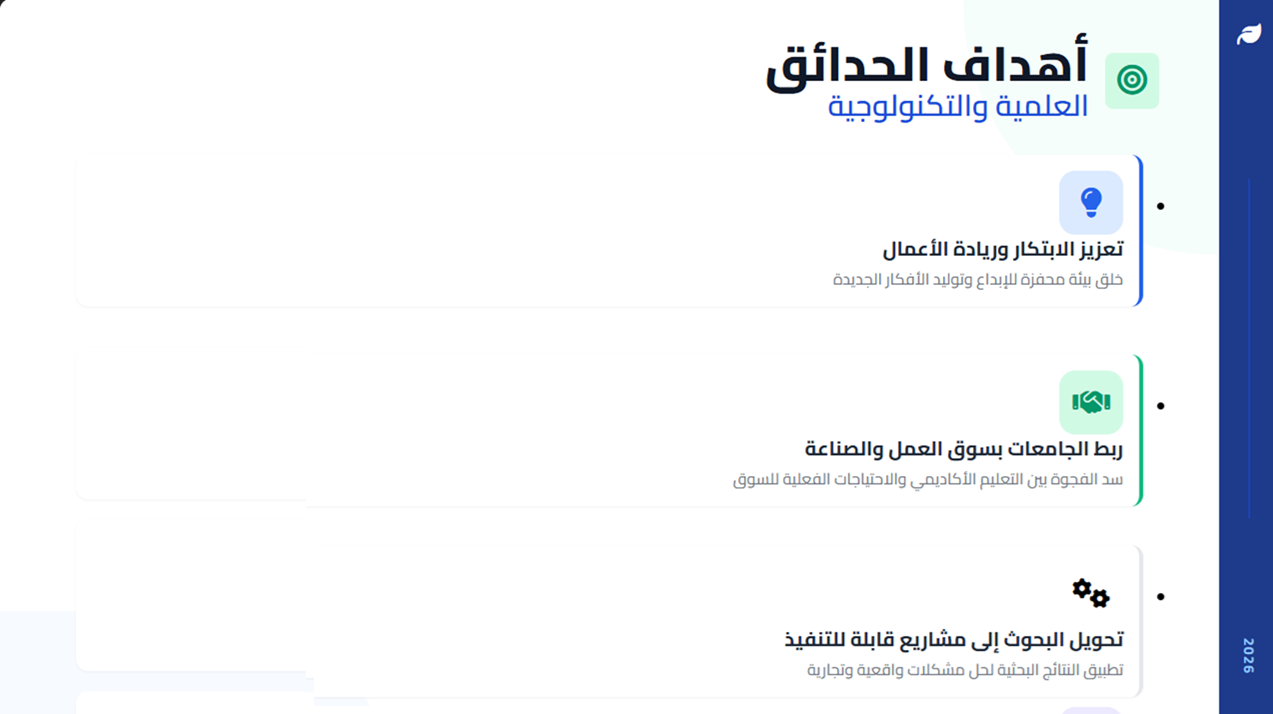 أهداف الحدائق
العلمية والتكنولوجية
تعزيز الابتكار وريادة الأعمال
خلق بيئة محفزة للإبداع وتوليد الأفكار الجديدة
ربط الجامعات بسوق العمل والصناعة
سد الفجوة بين التعليم الأكاديمي والاحتياجات الفعلية للسوق
تحويل البحوث إلى مشاريع قابلة للتنفيذ
تطبيق النتائج البحثية لحل مشكلات واقعية وتجارية
2026